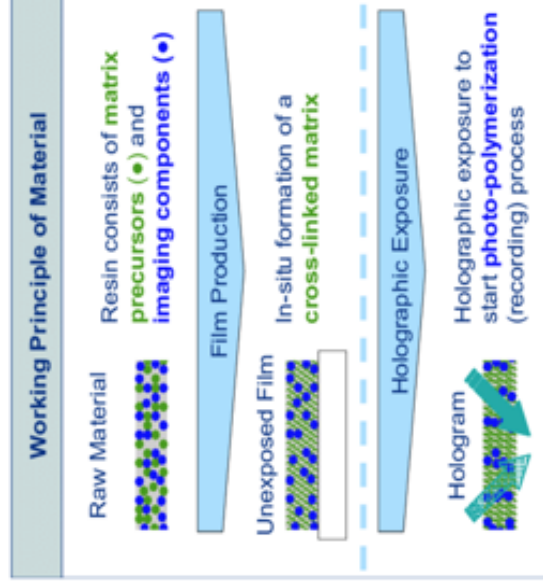 Working Principle of Material
Raw Material
Resin consists of matrix
precursors (●) and
imaging components (●)
Film Production
Unexposed Film
In-situ formation of a
cross-linked matrix
Holographic Exposure
Hologram
Holographic exposure to
start photo-polymerization
(recording) process